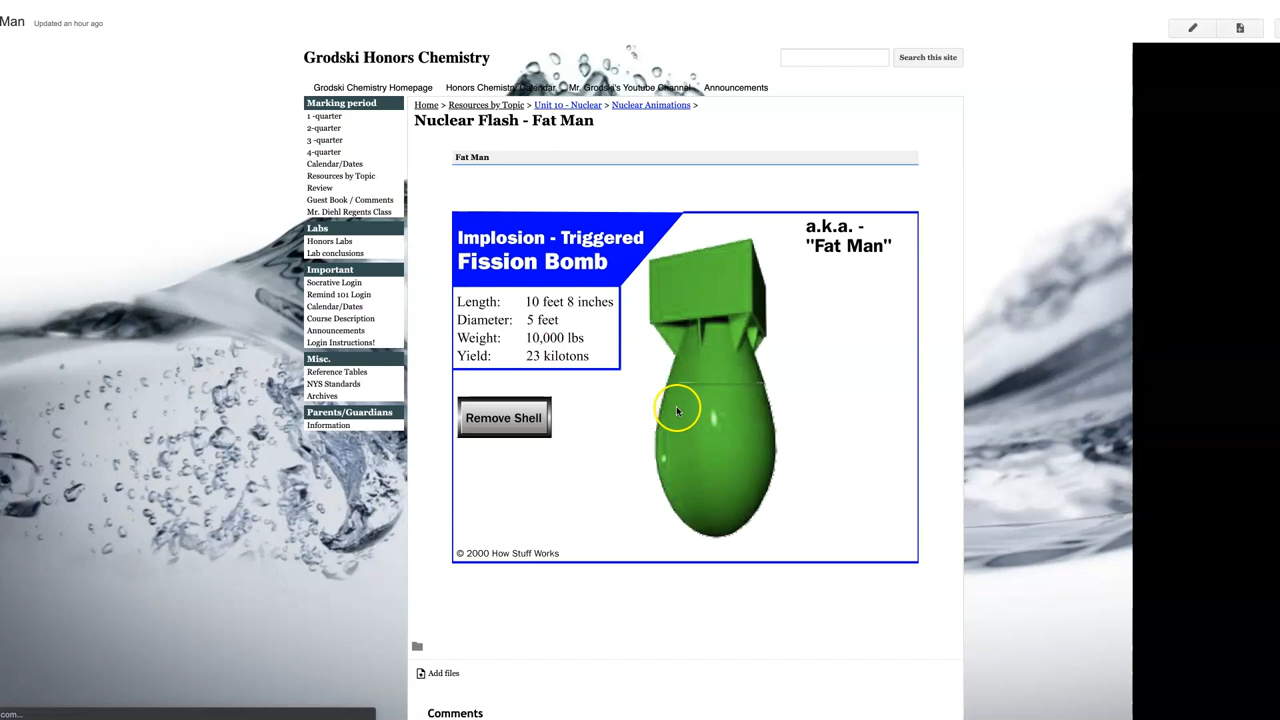 Man Updated an hour ago
Grodski Honors Chemistry
Search this site
Grodski Chemistry Homepage Honors Chemistry Calendar Mr. Grodski's Youtube Channel Announcements
Marking period
1 -quarter
2-quarter
3 -quarter
4-quarter
Calendar/Dates
Resources by Topic
Review
Guest Book / Comments
Mr. Diehl Regents Class
Labs
Honors Labs
Lab conclusions
Important
Socrative Login
Remind 101 Login
Calendar/Dates
Course Description
Announcements
Login Instructions!
Misc.
Reference Tables
NYS Standards
Archives
Parents/Guardians
Information
Home > Resources by Topic > Unit 10 - Nuclear > Nuclear Animations >
Nuclear Flash - Fat Man
Fat Man
Implosion - Triggered
Fission Bomb
a.k.a. -
"Fat Man"
Length: 10 feet 8 inches
Diameter: 5 feet
Weight: 10,000 lbs
Yield: 23 kilotons
Remove Shell
© 2000 How Stuff Works
Add files
Comments
com...